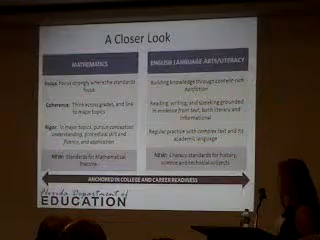 A Closer Look
MATHEMATICS
Focus: Focus strongly where the standards
focus
Coherence: Think across grades, and link
to major topics
Rigor: In major topics, pursue conceptual
understanding, procedural skill and
fluency, and application
NEW: Standards for Mathematical
Practice
ENGLISH LANGUAGE ARTS/LITERACY
Building knowledge through content-rich
nonfiction
Reading, writing, and speaking grounded
in evidence from text, both literary and
informational
Regular practice with complex text and its
academic language
NEW: Literacy standards for history,
science and technical subjects
ANCHORED IN COLLEGE AND CAREER READINESS
Florida Department of
EDUCATION